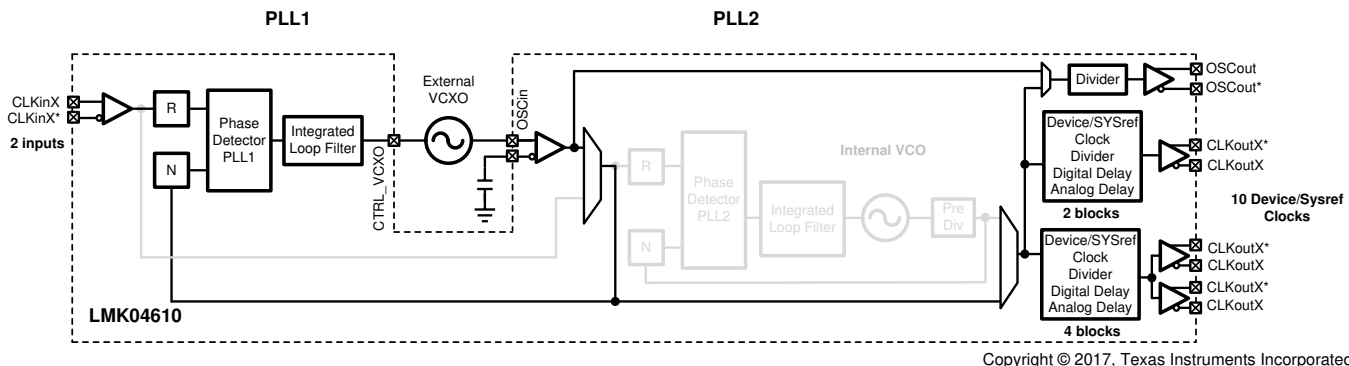 PLL1
PLL2
CLKinX
CLKinX*
2 inputs
R
N
Phase
Detector
PLL1
Integrated
Loop Filter
CTRL_VCXO
External
VCXO
OSCin
R
N
Phase
Detector
PLL2
Integrated
Loop Filter
Internal VCO
Pre
Div
Divider
OSCout
OSCout*
Device/SYSref
Clock
Divider
Digital Delay
Analog Delay
2 blocks
CLKoutX*
CLKoutX
10 Device/Sysref
Clocks
Device/SYSref
Clock
Divider
Digital Delay
Analog Delay
4 blocks
CLKoutX*
CLKoutX
CLKoutX*
CLKoutX
LMK04610
Copyright © 2017, Texas Instruments Incorporated